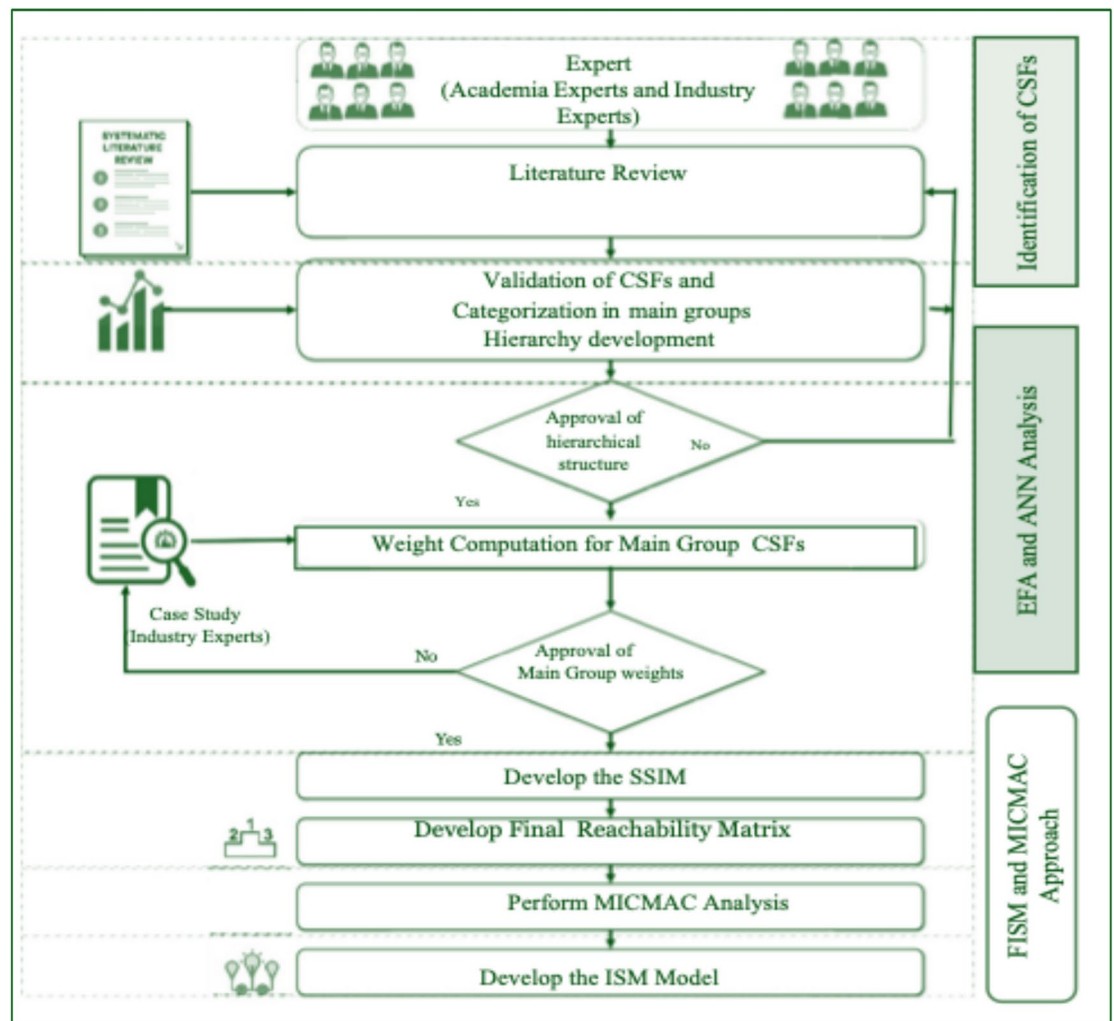 Expert
(Academia Experts and Industry
Experts)
SYSTEMATIC
LITERATURE
REVIEW
Literature Review
Validation of CSFs and
Categorization in main groups
Hierarchy development
Approval of
hierarchical
structure
No
Yes
Weight Computation for Main Group CSFs
Case Study
(Industry Experts)
No
Approval of
Main Group weights
Yes
Develop the SSIM
2 1 3
Develop Final Reachability Matrix
Perform MICMAC Analysis
Develop the ISM Model
Identification of CSFs
EFA and ANN Analysis
FISM and MICMAC
Approach